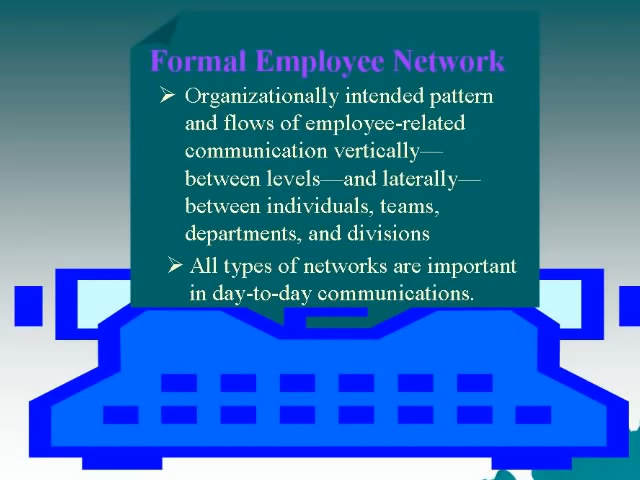 Formal Employee Network
➢ Organizationally intended pattern
and flows of employee-related
communication vertically—
between levels—and laterally—
between individuals, teams,
departments, and divisions
➢ All types of networks are important
in day-to-day communications.